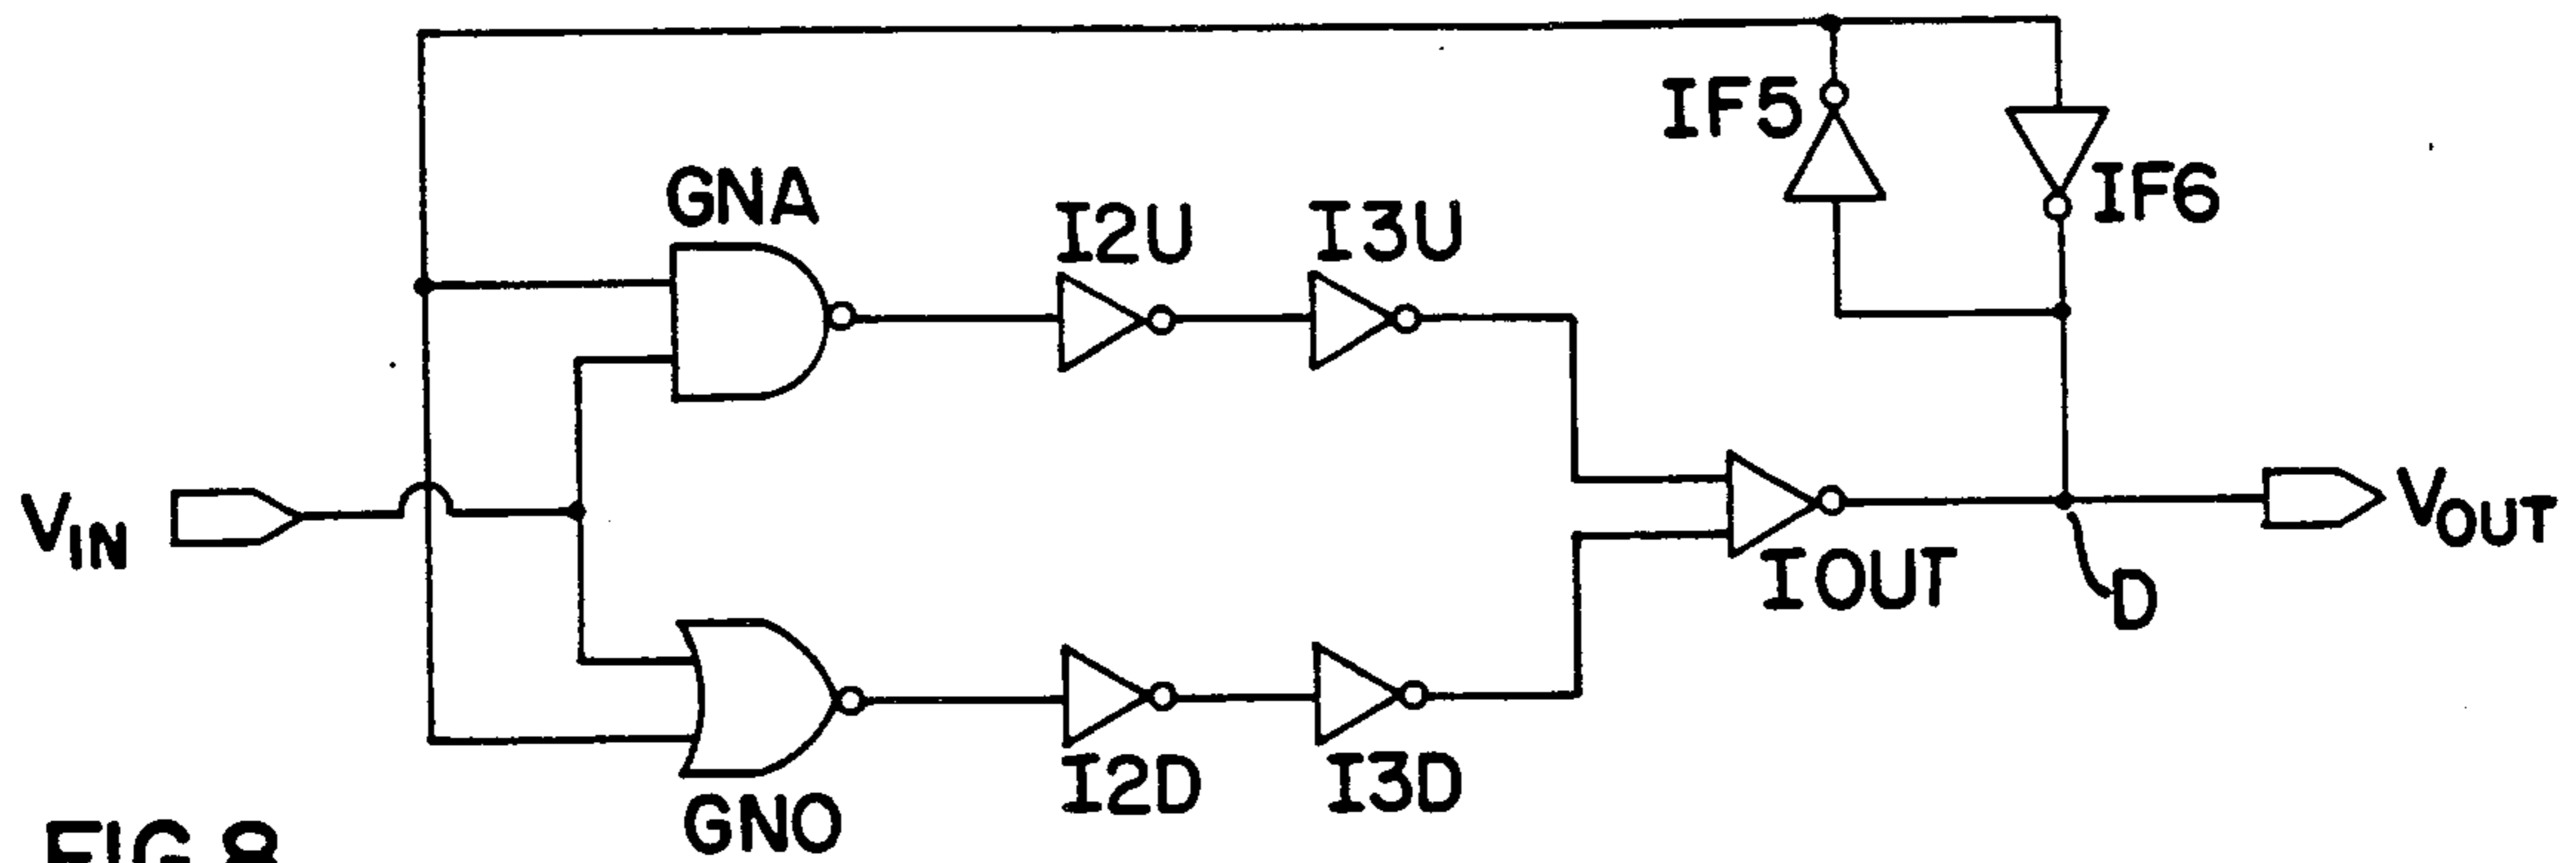 IF5
IF6
GNA
I2U
I3U
VIN
IOUT
VOUT
D
GNO
I2D
I3D
FIG.8